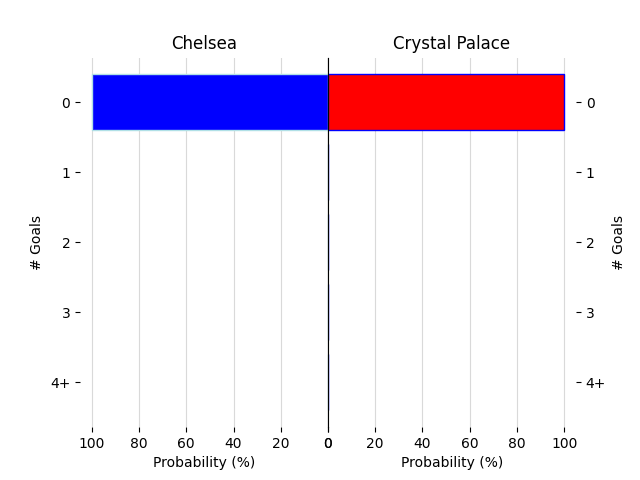 Chelsea Crystal Palace
0 0
1 1
2 2
3 3
4+ 4+
# Goals # Goals
100 80 60 40 20 0 0 20 40 60 80 100
Probability (%) Probability (%)